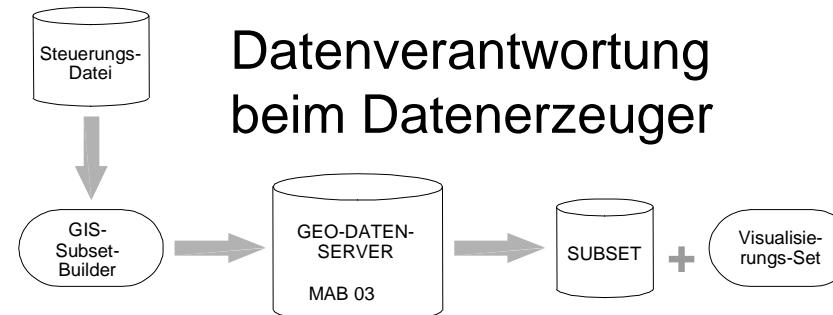 Steuerungs-
Datei
Datenverantwortung
beim Datenerzeuger
GIS-
Subset-
Builder
GEO-DATEN-
SERVER
MAB 03
SUBSET
+
Visualisie-
rungs-Set